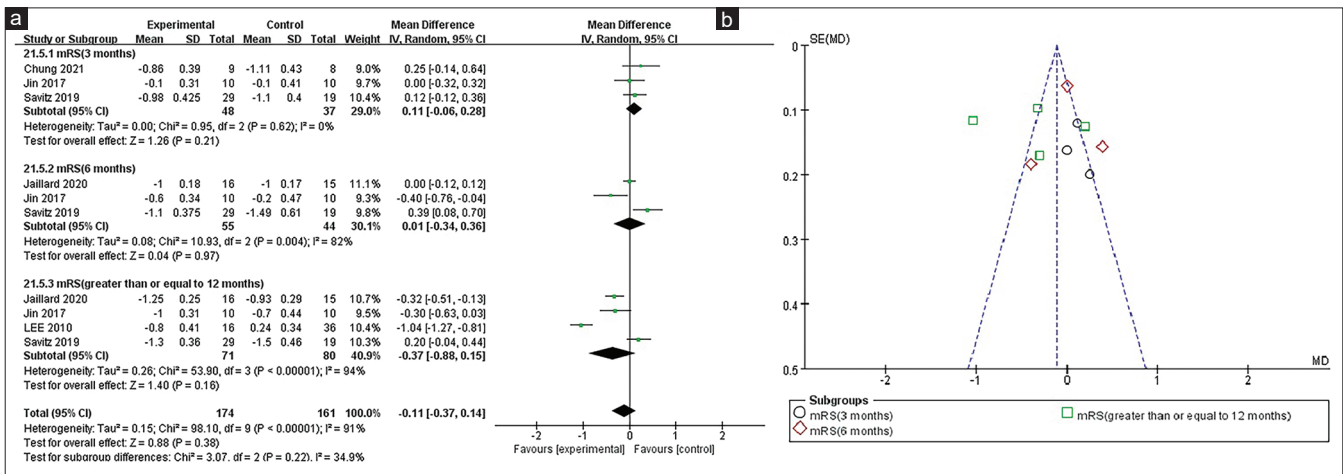 a
Experimental Control Mean Difference Mean Difference
Study or Subgroup Mean SD Total Mean SD Total Weight IV, Random, 95% CI IV, Random, 95% CI
21.5.1 mRS(3 months)
Chung 2021 -0.86 0.39 9 -1.11 0.43 8 9.0% 0.25 [-0.14, 0.64]
Jin 2017 -0.1 0.31 10 -0.1 0.41 10 9.7% 0.00 [-0.32, 0.32]
Savitz 2019 -0.98 0.425 29 -1.1 0.4 19 10.4% 0.12 [-0.12, 0.36]
Subtotal (95% CI) 48 37 29.0% 0.11 [-0.06, 0.28]
Heterogeneity: Tau² = 0.00; Chi² = 0.95, df = 2 (P = 0.62); I² = 0%
Test for overall effect: Z = 1.26 (P = 0.21)
21.5.2 mRS(6 months)
Jaillard 2020 -1 0.18 16 -1 0.17 15 11.1% 0.00 [-0.12, 0.12]
Jin 2017 -0.6 0.34 10 -0.2 0.47 10 9.3% -0.40 [-0.76, -0.04]
Savitz 2019 -1.1 0.375 29 -1.49 0.61 19 9.8% 0.39 [0.08, 0.70]
Subtotal (95% CI) 55 44 30.1% 0.01 [-0.34, 0.36]
Heterogeneity: Tau² = 0.08; Chi² = 10.93, df = 2 (P = 0.004); I² = 82%
Test for overall effect: Z = 0.04 (P = 0.97)
21.5.3 mRS(greater than or equal to 12 months)
Jaillard 2020 -1.25 0.25 16 -0.93 0.29 15 10.7% -0.32 [-0.51, -0.13]
Jin 2017 -1 0.31 10 -0.7 0.44 10 9.5% -0.30 [-0.63, 0.03]
LEE 2010 -0.8 0.41 16 0.24 0.34 36 10.4% -1.04 [-1.27, -0.81]
Savitz 2019 -1.3 0.36 29 -1.5 0.46 19 10.3% 0.20 [-0.04, 0.44]
Subtotal (95% CI) 71 80 40.9% -0.37 [-0.88, 0.15]
Heterogeneity: Tau² = 0.26; Chi² = 53.90, df = 3 (P < 0.00001); I² = 94%
Test for overall effect: Z = 1.40 (P = 0.16)
Total (95% CI) 174 161 100.0% -0.11 [-0.37, 0.14]
Heterogeneity: Tau² = 0.15; Chi² = 98.10, df = 9 (P < 0.00001); I² = 91%
Test for overall effect: Z = 0.88 (P = 0.38)
Test for subgroup differences: Chi² = 3.07, df = 2 (P = 0.22), I² = 34.9%
-2 -1 0 1 2
Favours [experimental] Favours [control]
b
SE(MD)
0
0.1
0.2
0.3
0.4
0.5
MD
-2 -1 0 1 2
Subgroups
mRS(3 months) mRS(greater than or equal to 12 months)
mRS(6 months)